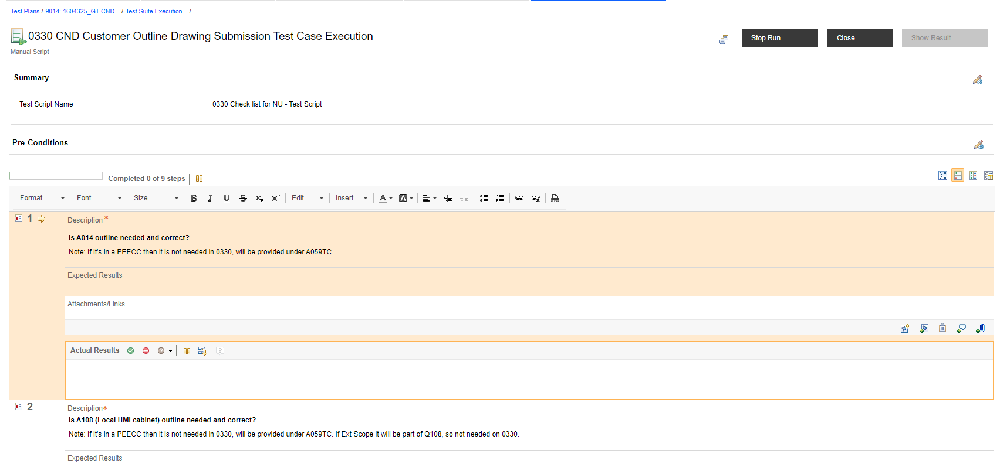 Test Plans / 9014: 1604325_GT CND... / Test Suite Execution... /
0330 CND Customer Outline Drawing Submission Test Case Execution
Stop Run
Close
Show Result
Manual Script
Summary
Test Script Name
0330 Check list for NU - Test Script
Pre-Conditions
Completed 0 of 9 steps
Format
Font
Size
B
I
U
S
x₂
x²
Edit
Insert
A
A
1
Description *
Is A014 outline needed and correct?
Note: If it's in a PEECC then it is not needed in 0330, will be provided under A059TC
Expected Results
Attachments/Links
Actual Results
?
2
Description*
Is A108 (Local HMI cabinet) outline needed and correct?
Note: If it's in a PEECC then it is not needed in 0330, will be provided under A059TC. If Ext Scope it will be part of Q108, so not needed on 0330.
Expected Results